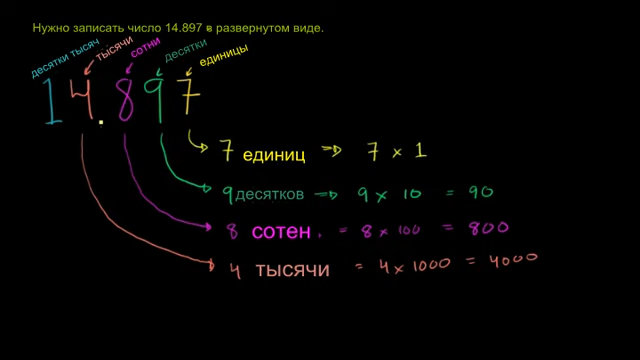 Нужно записать число 14.897 в развернутом виде.
десятки тысяч тысячи сотни десятки единицы
14.897
7 единиц => 7 x 1
9 десятков => 9 x 10 = 90
8 сотен = 8 x 100 = 800
4 тысячи = 4 x 1000 = 4000